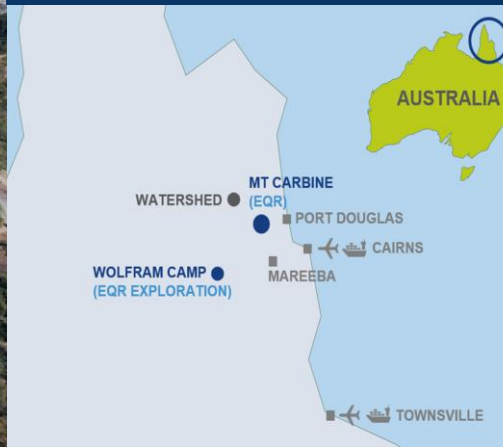 AUSTRALIA
MT CARBINE
(EQR)
WATERSHED
PORT DOUGLAS
CAIRNS
MAREEBA
WOLFRAM CAMP
(EQR EXPLORATION)
TOWNSVILLE